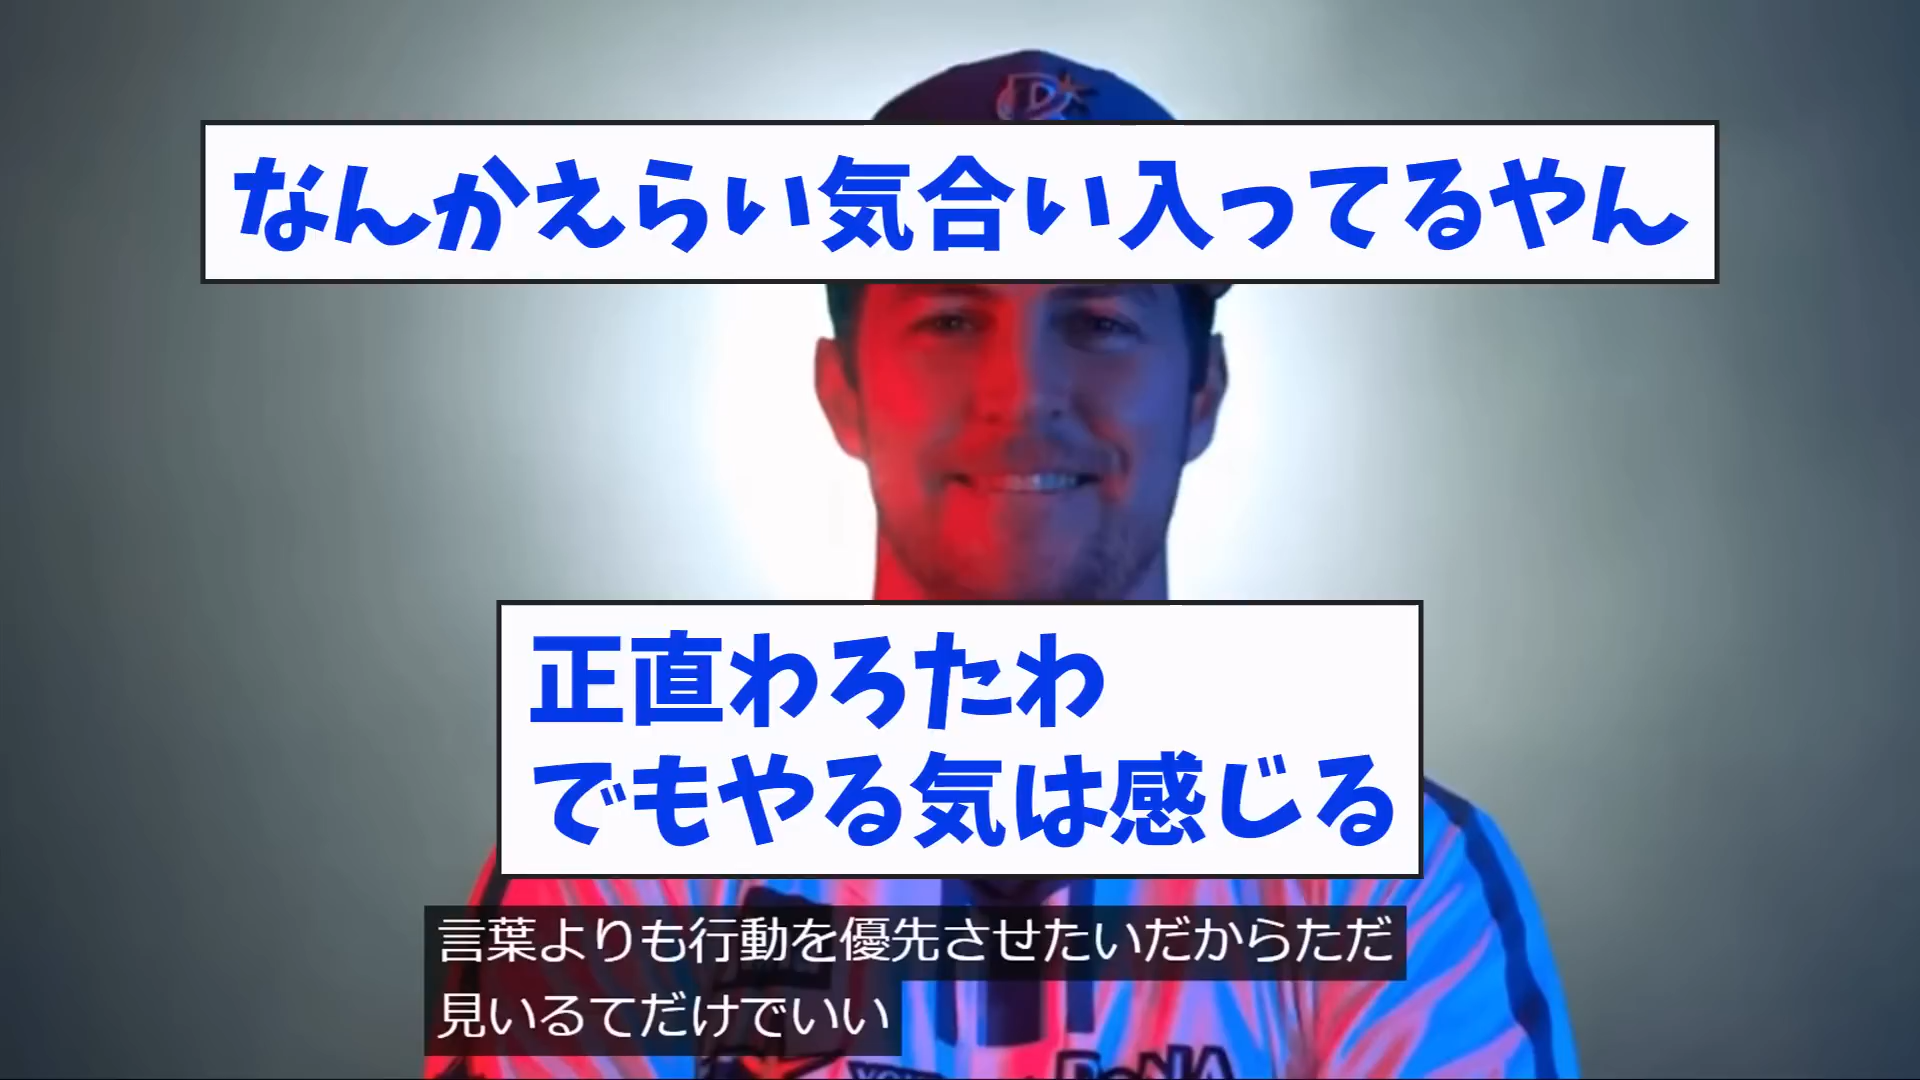 なんかえらい気合い入ってるやん
正直わろたわ
でもやる気は感じる
言葉よりも行動を優先させたいだからただ
見いるてだけでいい